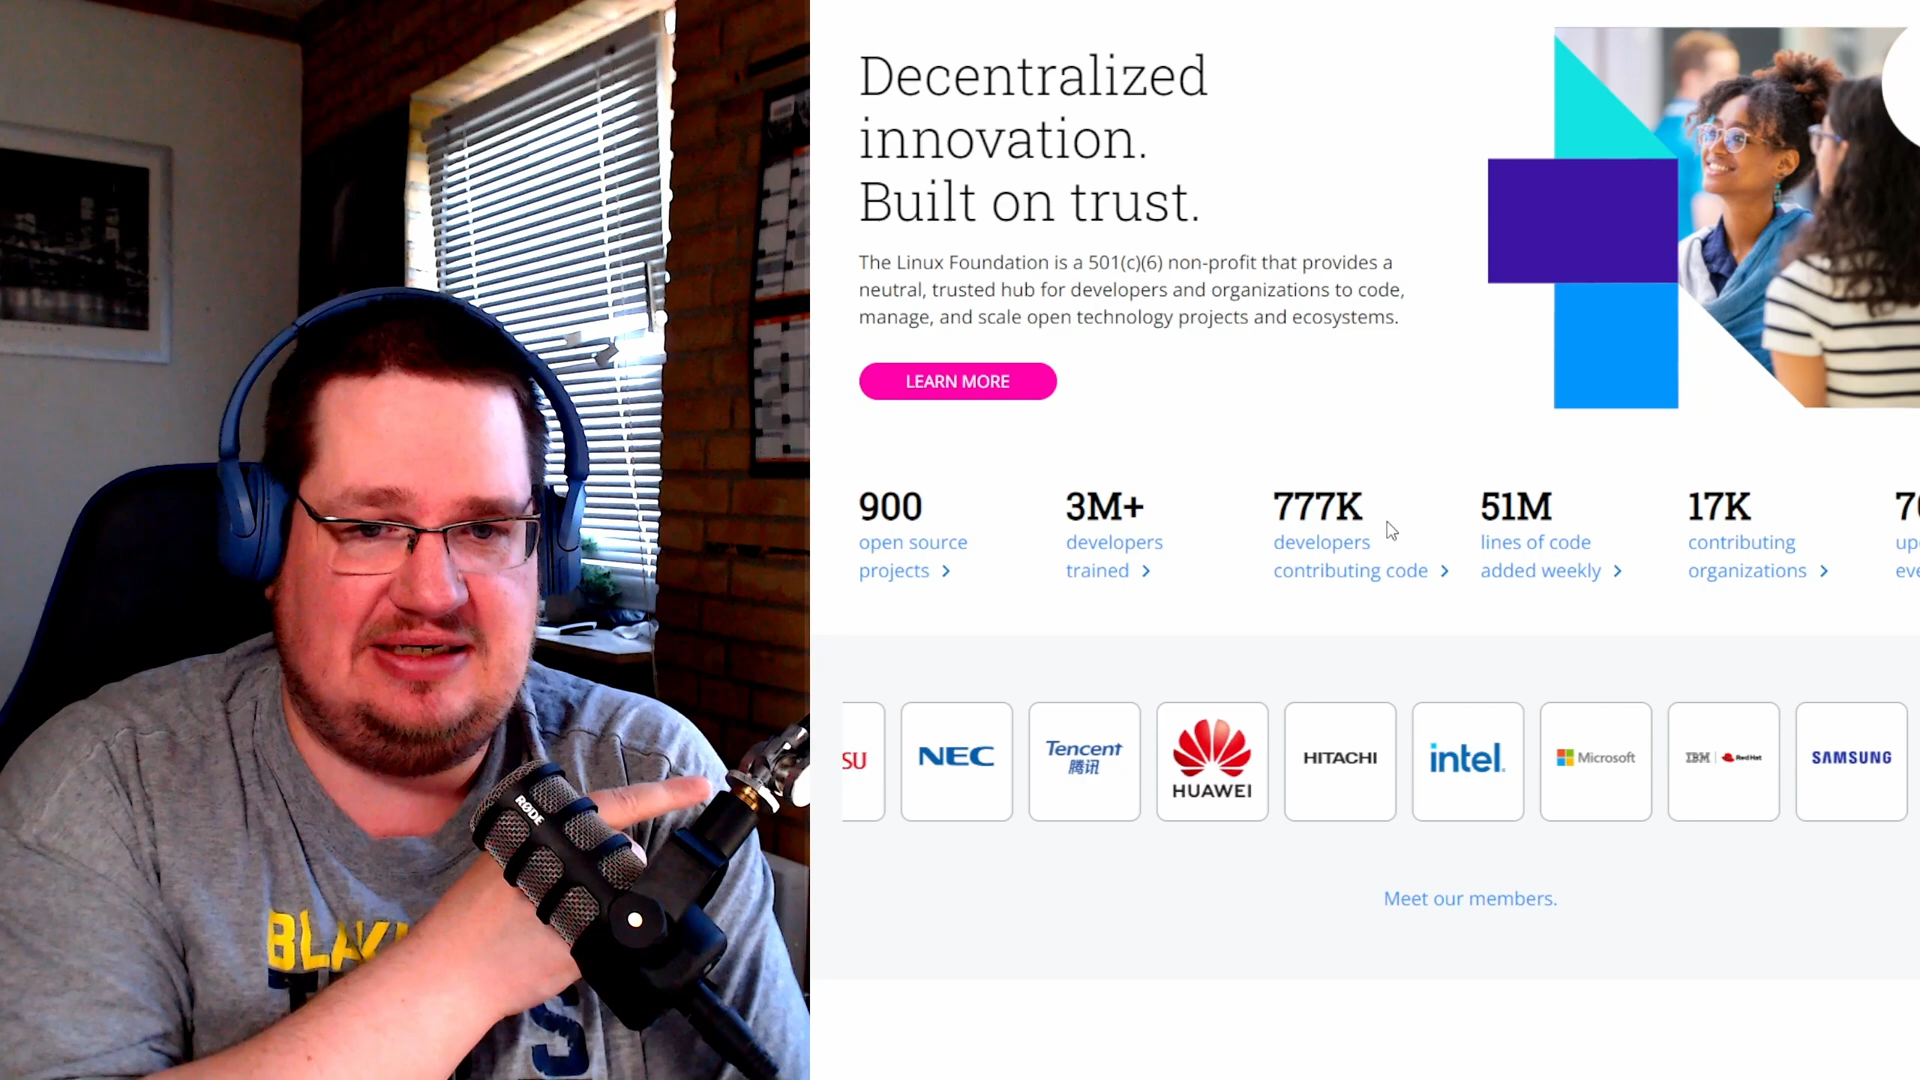 Decentralized
innovation.
Built on trust.
The Linux Foundation is a 501(c)(6) non-profit that provides a
neutral, trusted hub for developers and organizations to code,
manage, and scale open technology projects and ecosystems.
LEARN MORE
900
open source
projects
3M+
developers
trained
777K
developers
contributing code
51M
lines of code
added weekly
17K
contributing
organizations
SU
NEC
Tencent
腾讯
HUAWEI
HITACHI
intel.
Microsoft
IBM | Red Hat
SAMSUNG
Meet our members.
RØDE